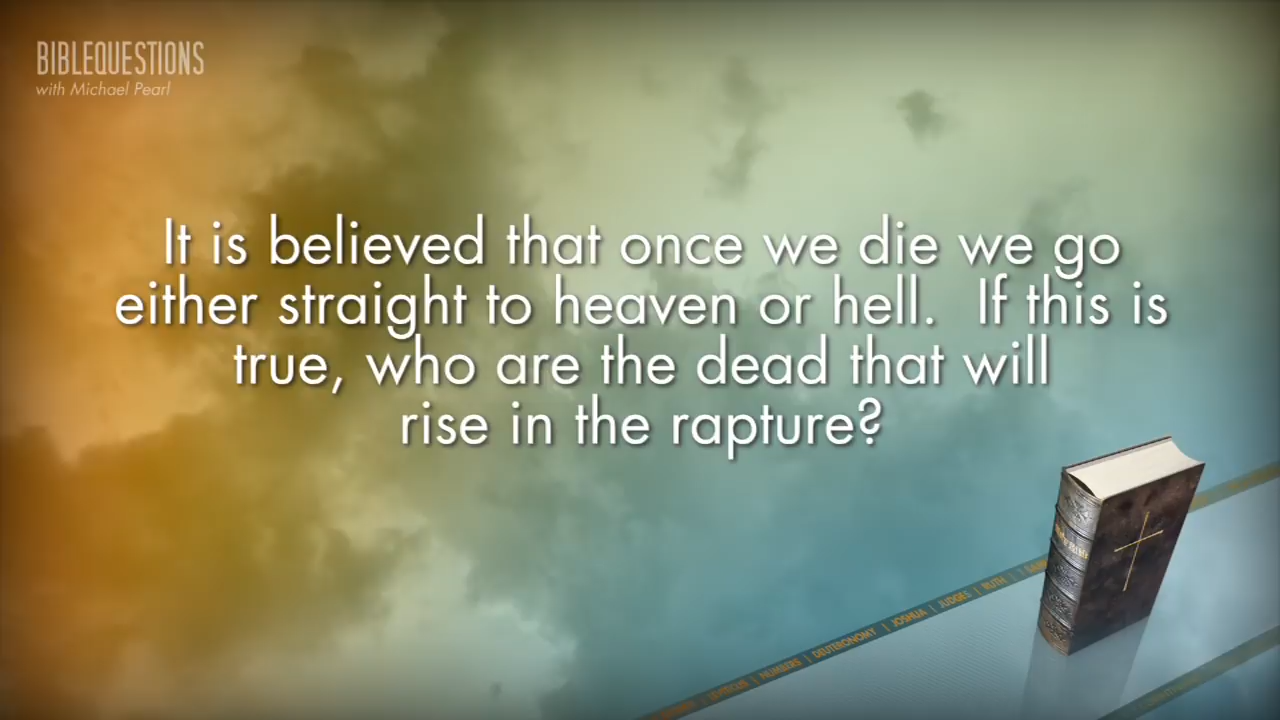 BIBLEQUESTIONS
with Michael Pearl
It is believed that once we die we go
either straight to heaven or hell.  If this is
true, who are the dead that will
rise in the rapture?
NUMBERS | DEUTERONOMY | JOSHUA | JUDGES | RUTH |